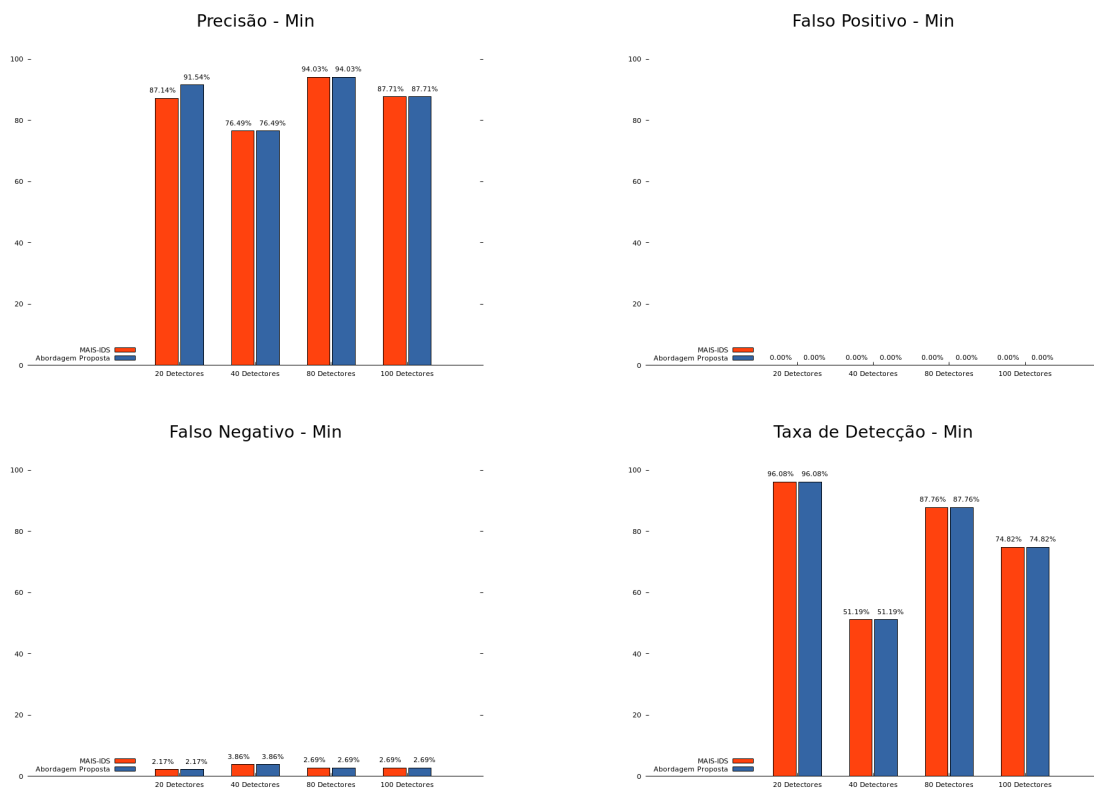 Precisão - Min
100
80
60
40
20
0
87.14% 91.54% 76.49% 76.49% 94.03% 94.03% 87.71% 87.71%
MAIS-IDS
Abordagem Proposta
20 Detectores 40 Detectores 80 Detectores 100 Detectores
Falso Positivo - Min
100
80
60
40
20
0
0.00% 0.00% 0.00% 0.00% 0.00% 0.00% 0.00% 0.00%
MAIS-IDS
Abordagem Proposta
20 Detectores 40 Detectores 80 Detectores 100 Detectores
Falso Negativo - Min
100
80
60
40
20
0
2.17% 2.17% 3.86% 3.86% 2.69% 2.69% 2.69% 2.69%
MAIS-IDS
Abordagem Proposta
20 Detectores 40 Detectores 80 Detectores 100 Detectores
Taxa de Detecção - Min
100
80
60
40
20
0
96.08% 96.08% 51.19% 51.19% 87.76% 87.76% 74.82% 74.82%
MAIS-IDS
Abordagem Proposta
20 Detectores 40 Detectores 80 Detectores 100 Detectores